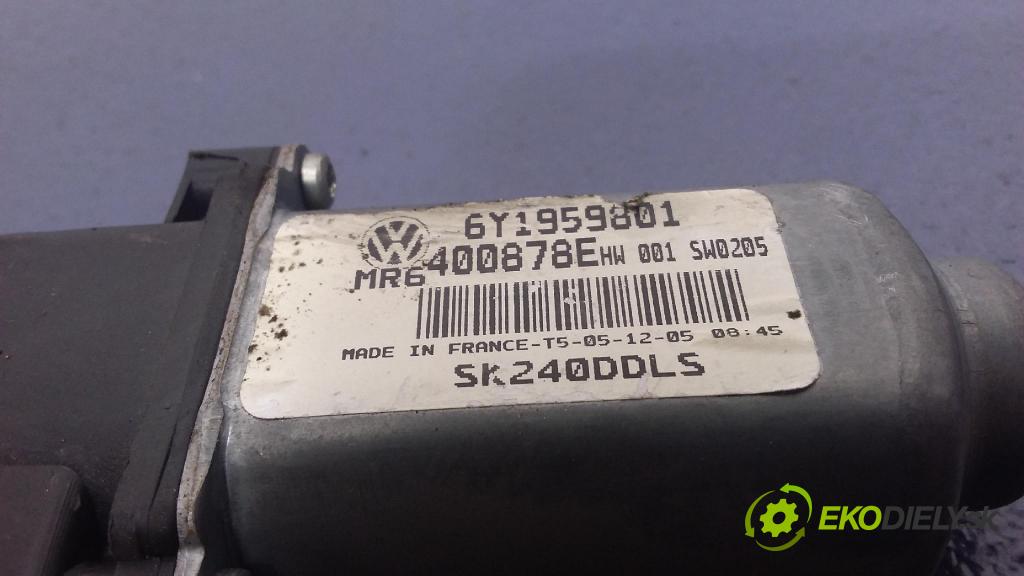 6Y1959801
MR6400878E HW 001 SW0205
MADE IN FRANCE-T5-05-12-05 08:45
SK240DDLS
EKODIELY.sk